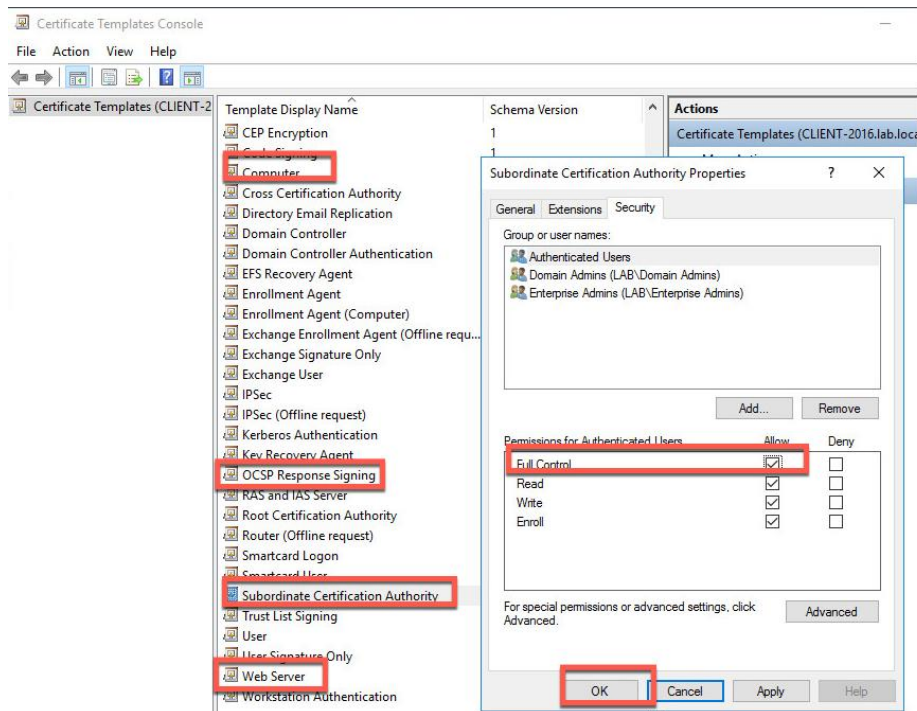 Certificate Templates Console
File Action View Help
Certificate Templates (CLIENT-2
Template Display Name
Schema Version
CEP Encryption
1
Code Signing
1
Computer
Cross Certification Authority
Directory Email Replication
Domain Controller
Domain Controller Authentication
EFS Recovery Agent
Enrollment Agent
Enrollment Agent (Computer)
Exchange Enrollment Agent (Offline requ...
Exchange Signature Only
Exchange User
IPSec
IPSec (Offline request)
Kerberos Authentication
Key Recovery Agent
OCSP Response Signing
RAS and IAS Server
Root Certification Authority
Router (Offline request)
Smartcard Logon
Smartcard User
Subordinate Certification Authority
Trust List Signing
User
User Signature Only
Web Server
Workstation Authentication
Actions
Certificate Templates (CLIENT-2016.lab.loca
Subordinate Certification Authority Properties
? X
General Extensions Security
Group or user names:
Authenticated Users
Domain Admins (LAB\Domain Admins)
Enterprise Admins (LAB\Enterprise Admins)
Add... Remove
Permissions for Authenticated Users Allow Deny
Full Control
Read
Write
Enroll
For special permissions or advanced settings, click
Advanced.
Advanced
OK Cancel Apply Help